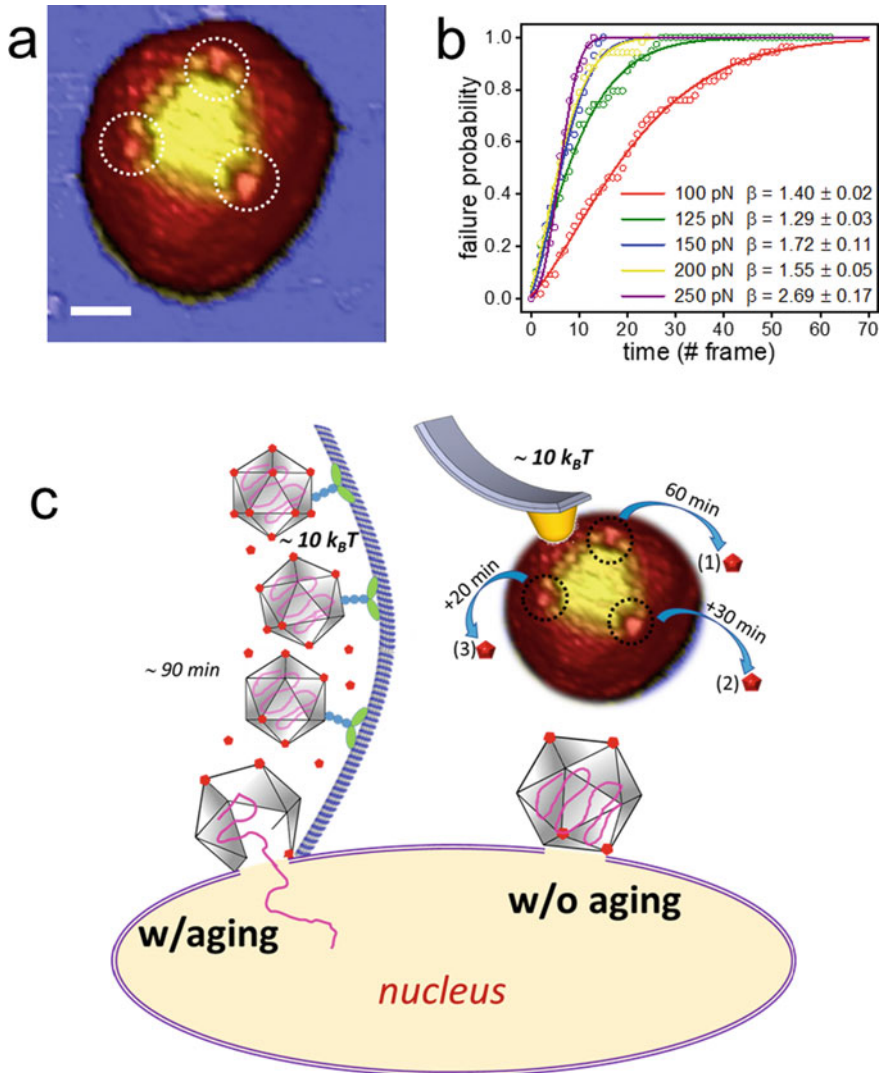 a
b
failure probability
1.0
0.8
0.6
0.4
0.2
0.0
100 pN β = 1.40 ± 0.02
125 pN β = 1.29 ± 0.03
150 pN β = 1.72 ± 0.11
200 pN β = 1.55 ± 0.05
250 pN β = 2.69 ± 0.17
0 10 20 30 40 50 60 70
time (# frame)
c
~ 10 kBT
~ 90 min
~ 10 kBT
60 min
(1)
+20 min
+30 min
(3)
(2)
w/aging
w/o aging
nucleus